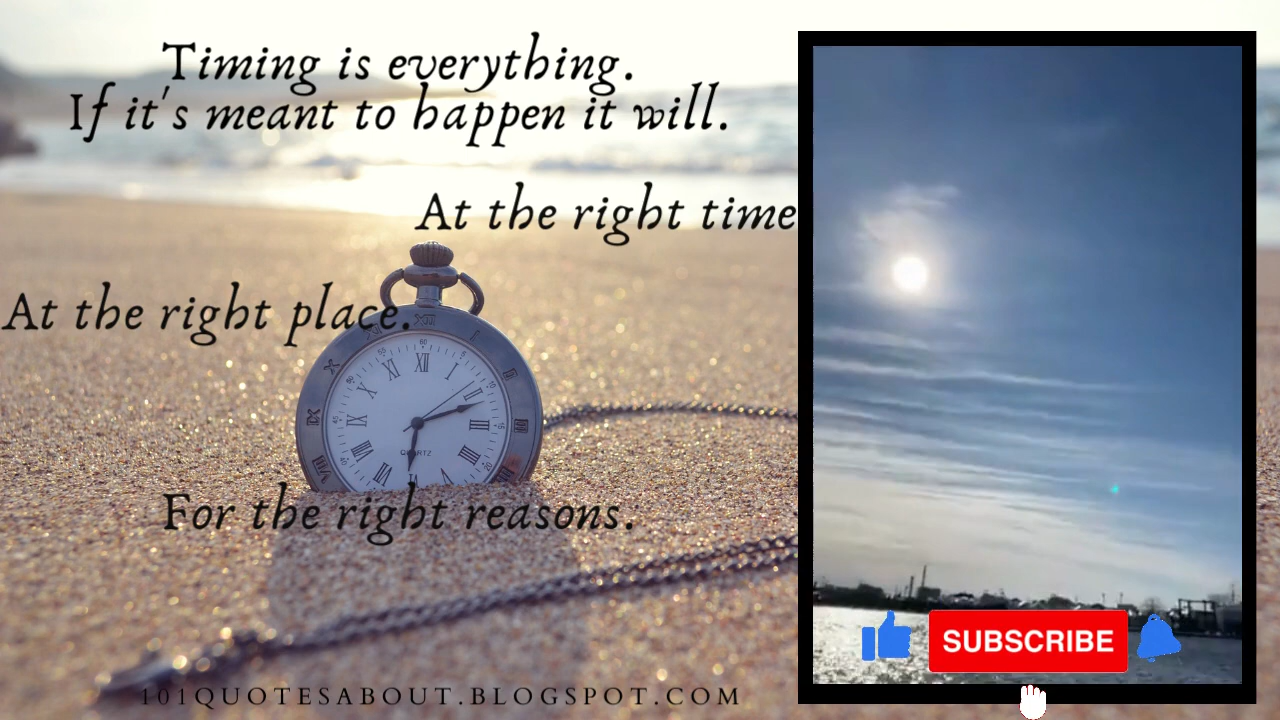 Timing is everything.
If it's meant to happen it will.
At the right time
At the right place.
For the right reasons.
QUARTZ
101QUOTESABOUT.BLOGSPOT.COM
SUBSCRIBE